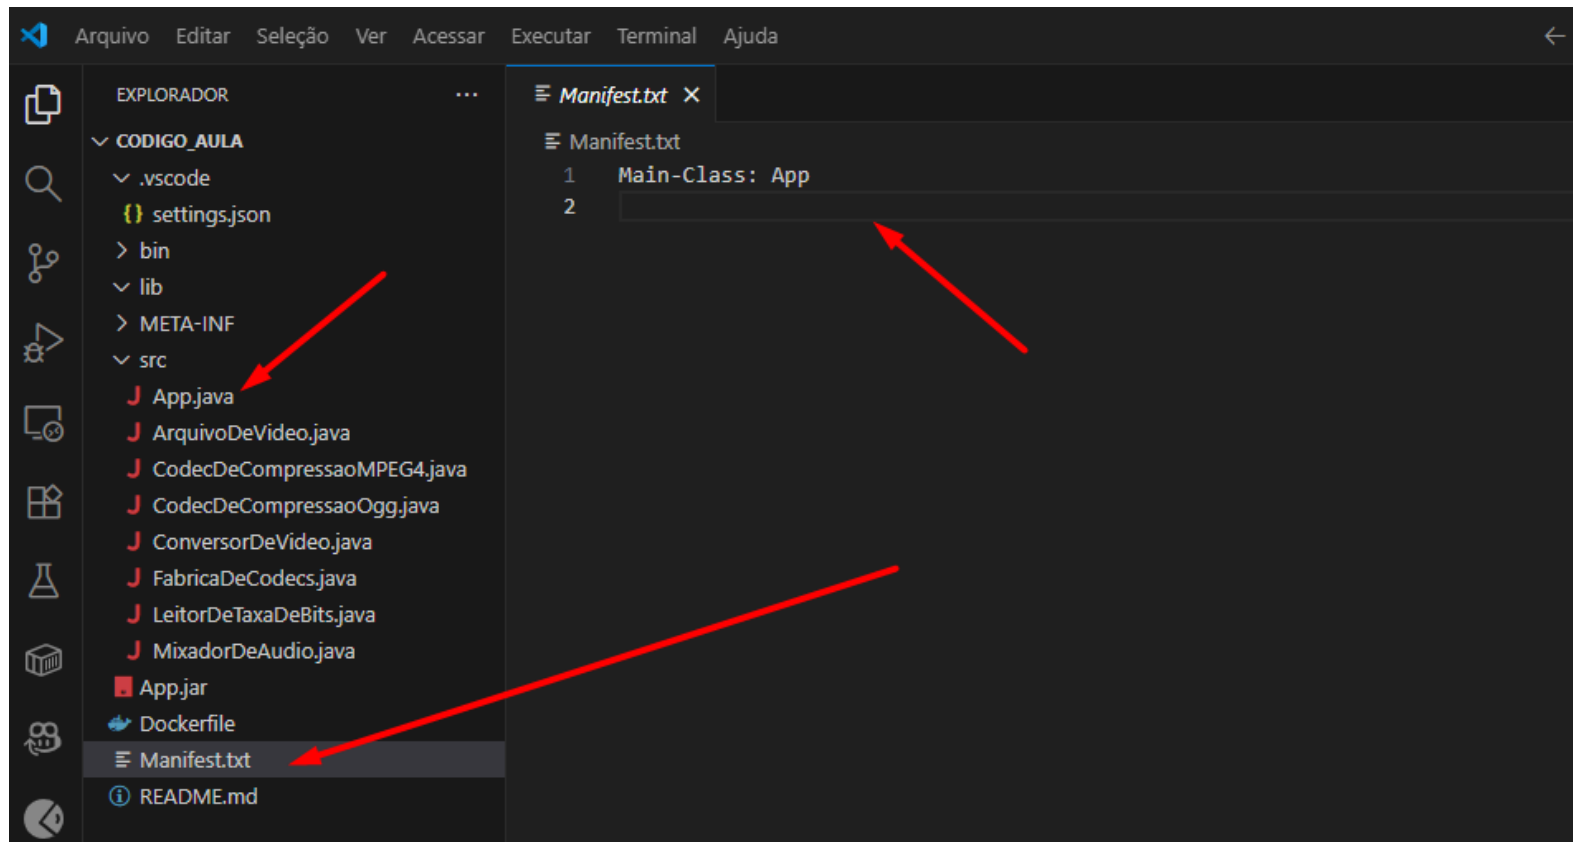 Arquivo Editar Seleção Ver Acessar Executar Terminal Ajuda
EXPLORADOR
CODIGO_AULA
.vscode
{} settings.json
bin
lib
META-INF
src
J App.java
J ArquivoDeVideo.java
J CodecDeCompressaoMPEG4.java
J CodecDeCompressaoOgg.java
J ConversorDeVideo.java
J FabricaDeCodecs.java
J LeitorDeTaxaDeBits.java
J MixadorDeAudio.java
App.jar
Dockerfile
Manifest.txt
README.md
Manifest.txt
Manifest.txt
1 Main-Class: App
2